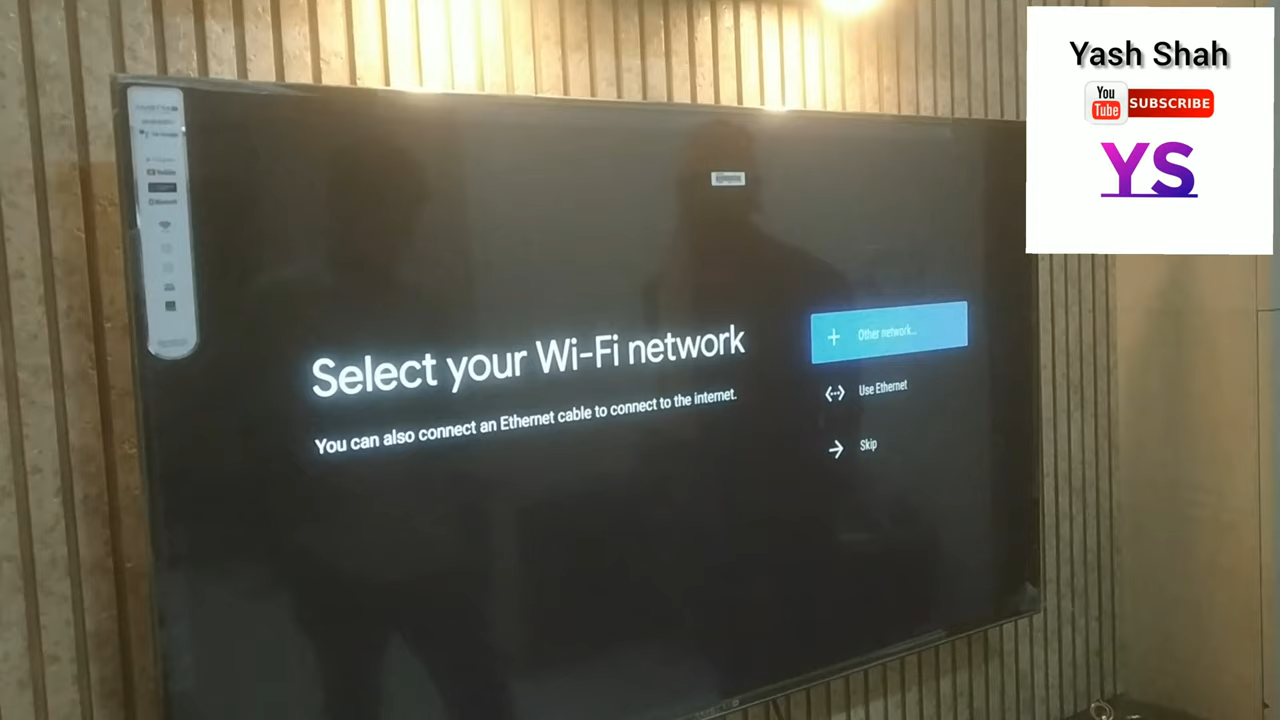 Yash Shah
You
Tube
SUBSCRIBE
YS
Select your Wi-Fi network
You can also connect an Ethernet cable to connect to the internet.
Other network...
Use Ethernet
Skip